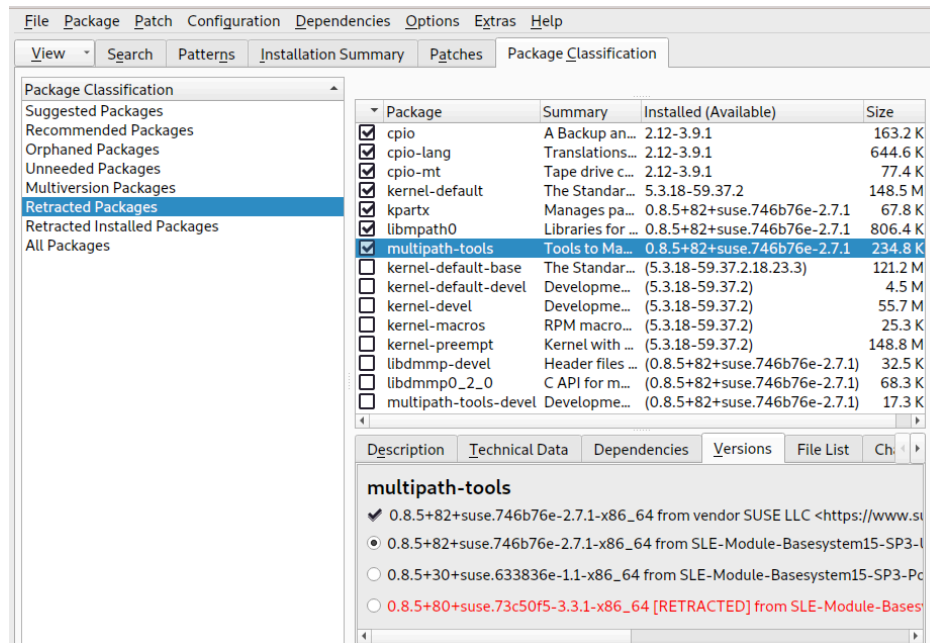 File Package Patch Configuration Dependencies Options Extras Help
View Search Patterns Installation Summary Patches Package Classification
Package Classification
Suggested Packages
Recommended Packages
Orphaned Packages
Unneeded Packages
Multiversion Packages
Retracted Packages
Retracted Installed Packages
All Packages
Package Summary Installed (Available) Size
cpio A Backup an... 2.12-3.9.1 163.2 K
cpio-lang Translations... 2.12-3.9.1 644.6 K
cpio-mt Tape drive c... 2.12-3.9.1 77.4 K
kernel-default The Standar... 5.3.18-59.37.2 148.5 M
kpartx Manages pa... 0.8.5+82+suse.746b76e-2.7.1 67.8 K
libmpath0 Libraries for ... 0.8.5+82+suse.746b76e-2.7.1 806.4 K
multipath-tools Tools to Ma... 0.8.5+82+suse.746b76e-2.7.1 234.8 K
kernel-default-base The Standar... (5.3.18-59.37.2.18.23.3) 121.2 M
kernel-default-devel Developme... (5.3.18-59.37.2) 4.5 M
kernel-devel Developme... (5.3.18-59.37.2) 55.7 M
kernel-macros RPM macro... (5.3.18-59.37.2) 25.3 K
kernel-preempt Kernel with ... (5.3.18-59.37.2) 148.8 M
libdmmp-devel Header files ... (0.8.5+82+suse.746b76e-2.7.1) 32.5 K
libdmmp0_2_0 C API for m... (0.8.5+82+suse.746b76e-2.7.1) 68.3 K
multipath-tools-devel Developme... (0.8.5+82+suse.746b76e-2.7.1) 17.3 K
Description Technical Data Dependencies Versions File List Ch
multipath-tools
0.8.5+82+suse.746b76e-2.7.1-x86_64 from vendor SUSE LLC <https://www.su
0.8.5+82+suse.746b76e-2.7.1-x86_64 from SLE-Module-Basesystem15-SP3-U
0.8.5+30+suse.633836e-1.1-x86_64 from SLE-Module-Basesystem15-SP3-Po
0.8.5+80+suse.73c50f5-3.3.1-x86_64 [RETRACTED] from SLE-Module-Basesy